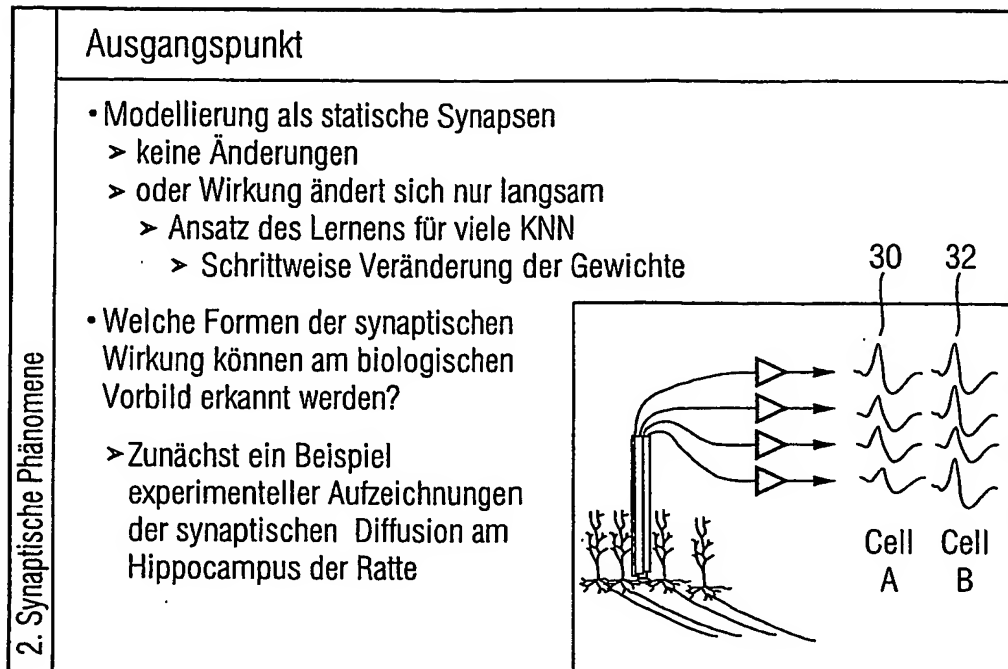 2. Synaptische Phänomene
Ausgangspunkt
• Modellierung als statische Synapsen
➢ keine Änderungen
➢ oder Wirkung ändert sich nur langsam
➢ Ansatz des Lernens für viele KNN
➢ Schrittweise Veränderung der Gewichte
• Welche Formen der synaptischen
Wirkung können am biologischen
Vorbild erkannt werden?
➢ Zunächst ein Beispiel
experimenteller Aufzeichnungen
der synaptischen Diffusion am
Hippocampus der Ratte
30 32
Cell Cell
A B